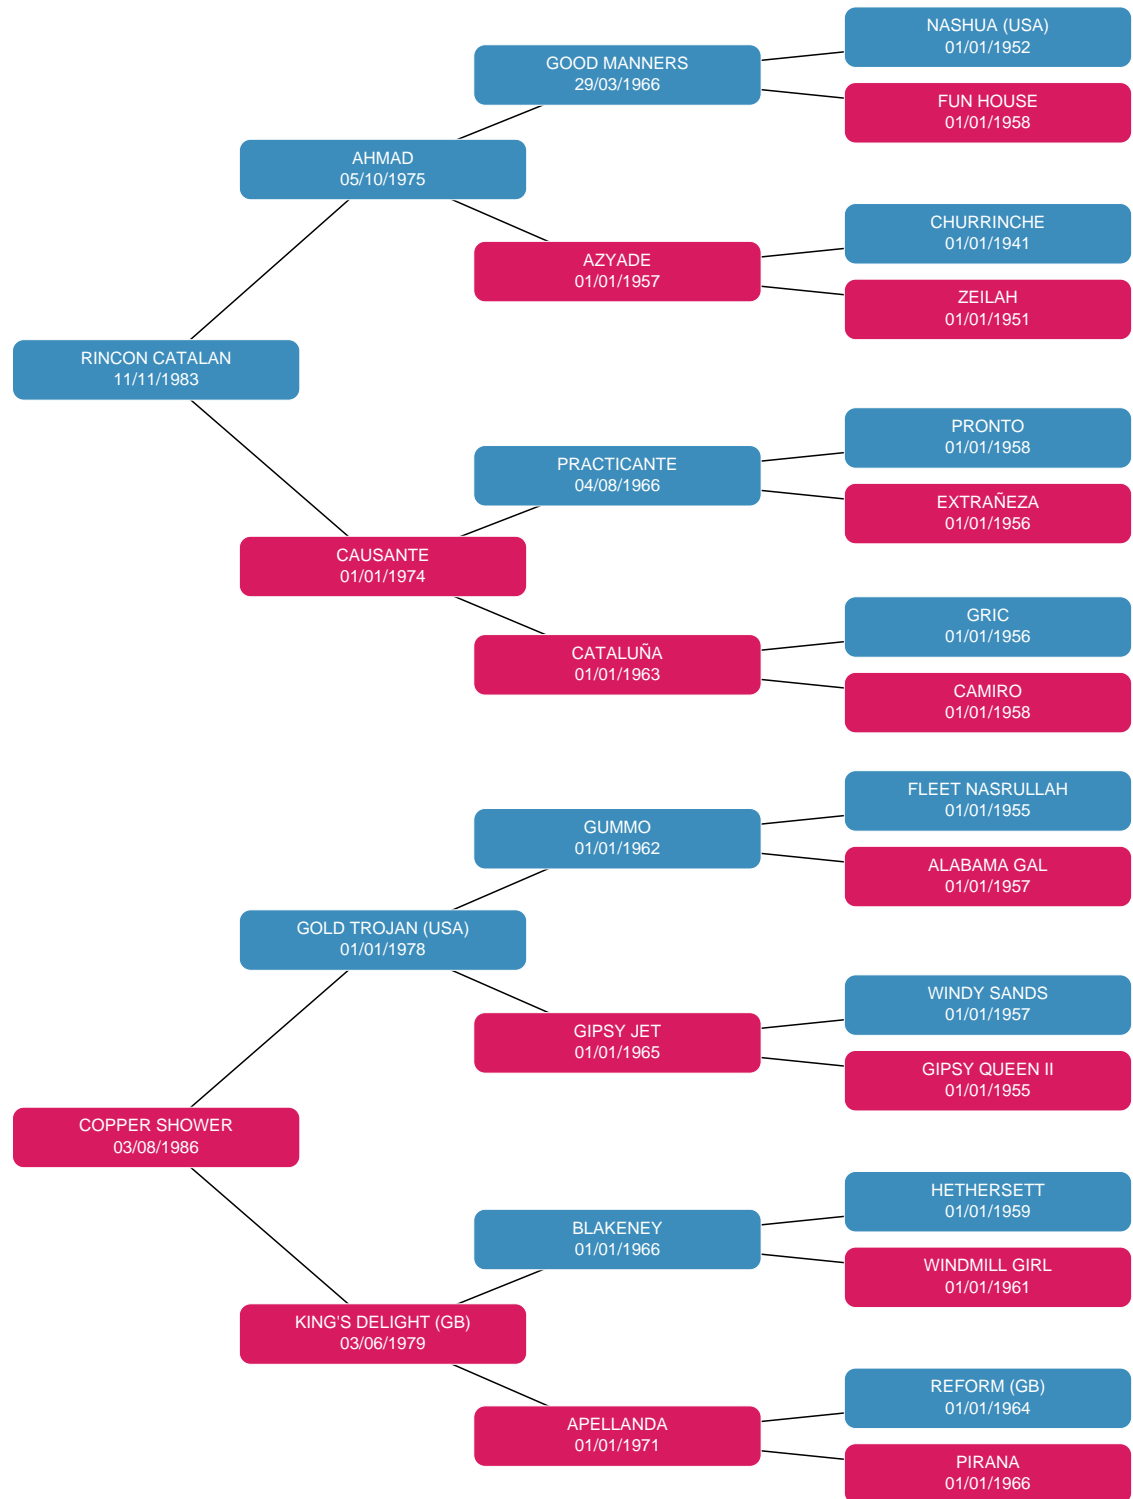 NASHUA (USA)
01/01/1952
GOOD MANNERS
29/03/1966
FUN HOUSE
01/01/1958
AHMAD
05/10/1975
CHURRINCHE
01/01/1941
AZYADE
01/01/1957
ZEILAH
01/01/1951
RINCON CATALAN
11/11/1983
PRONTO
01/01/1958
PRACTICANTE
04/08/1966
EXTRAÑEZA
01/01/1956
CAUSANTE
01/01/1974
GRIC
01/01/1956
CATALUÑA
01/01/1963
CAMIRO
01/01/1958
FLEET NASRULLAH
01/01/1955
GUMMO
01/01/1962
ALABAMA GAL
01/01/1957
GOLD TROJAN (USA)
01/01/1978
WINDY SANDS
01/01/1957
GIPSY JET
01/01/1965
GIPSY QUEEN II
01/01/1955
COPPER SHOWER
03/08/1986
HETHERSETT
01/01/1959
BLAKENEY
01/01/1966
WINDMILL GIRL
01/01/1961
KING'S DELIGHT (GB)
03/06/1979
REFORM (GB)
01/01/1964
APELLANDA
01/01/1971
PIRANA
01/01/1966